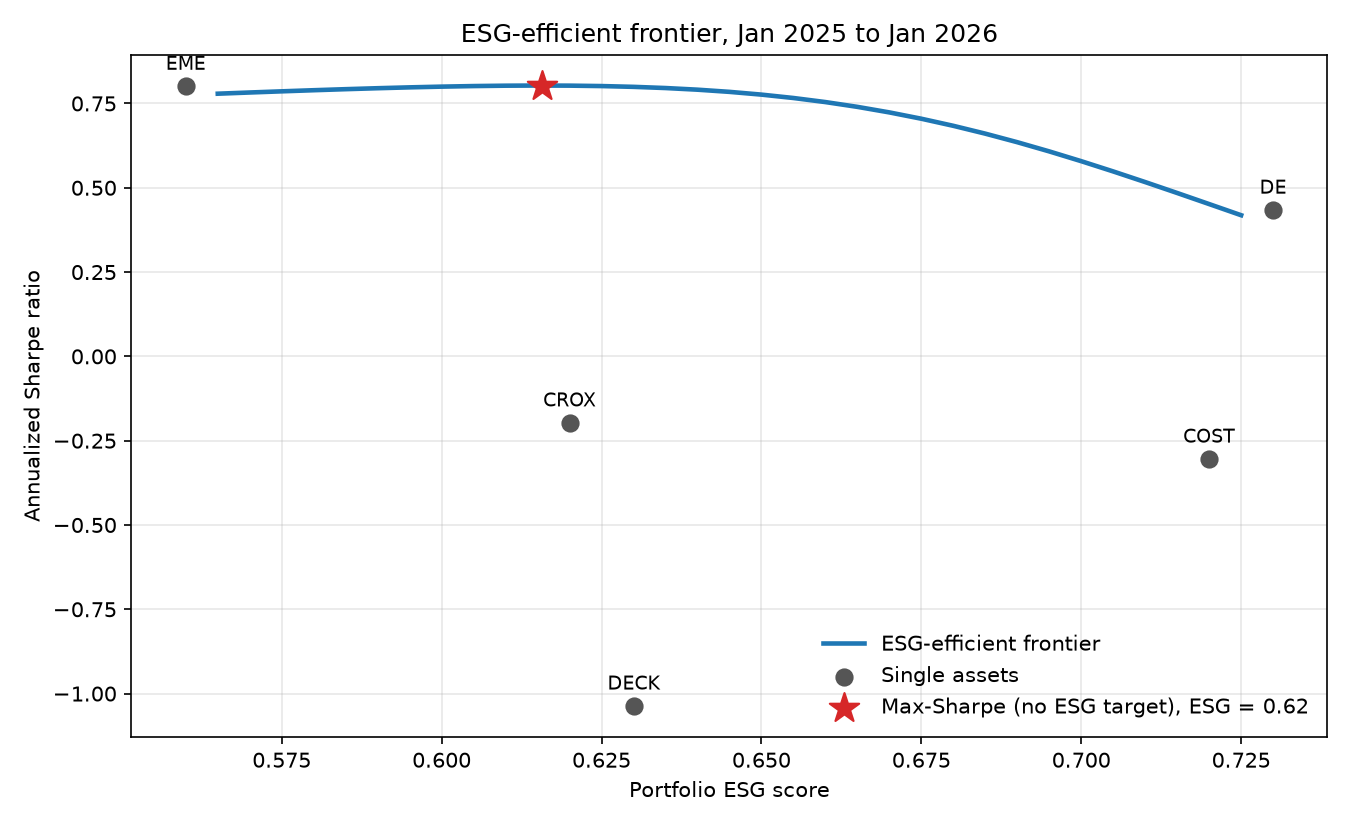 ESG-efficient frontier, Jan 2025 to Jan 2026
EME
DE
CROX
COST
DECK
0.75
0.50
0.25
0.00
−0.25
−0.50
−0.75
−1.00
Annualized Sharpe ratio
ESG-efficient frontier
Single assets
Max-Sharpe (no ESG target), ESG = 0.62
0.575 0.600 0.625 0.650 0.675 0.700 0.725
Portfolio ESG score